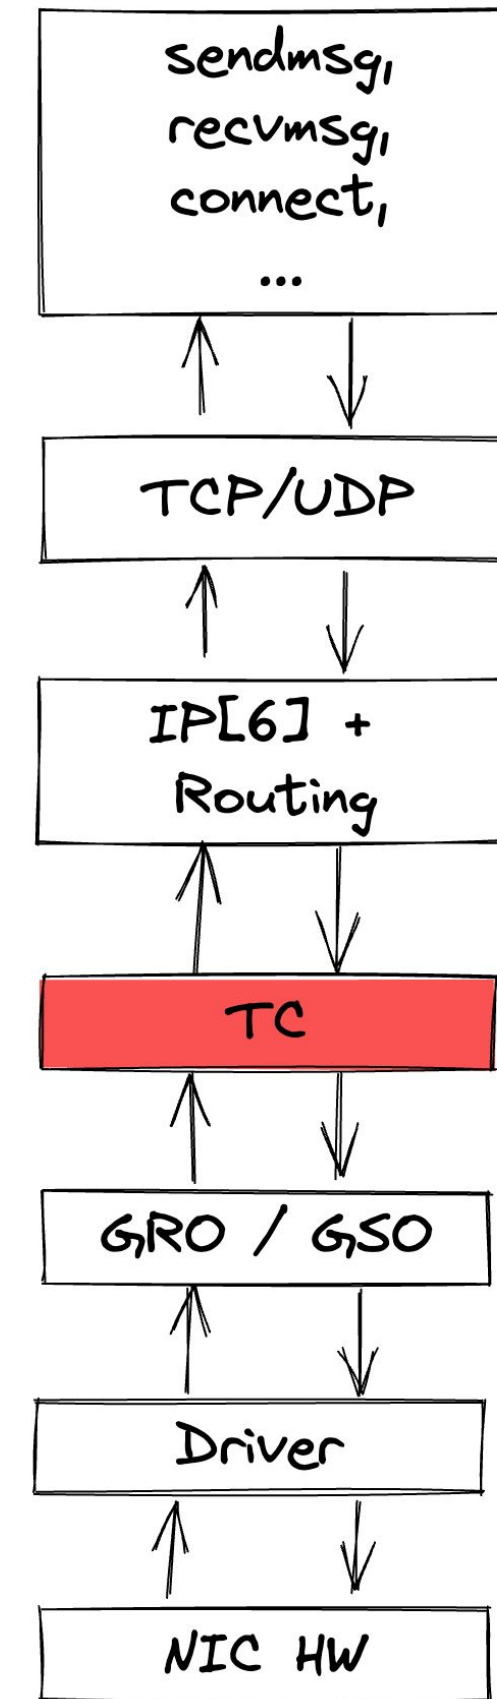 sendmsg,
recvmsg,
connect,
...
TCP/UDP
IP[6] +
Routing
TC
GRO / GSO
Driver
NIC HW